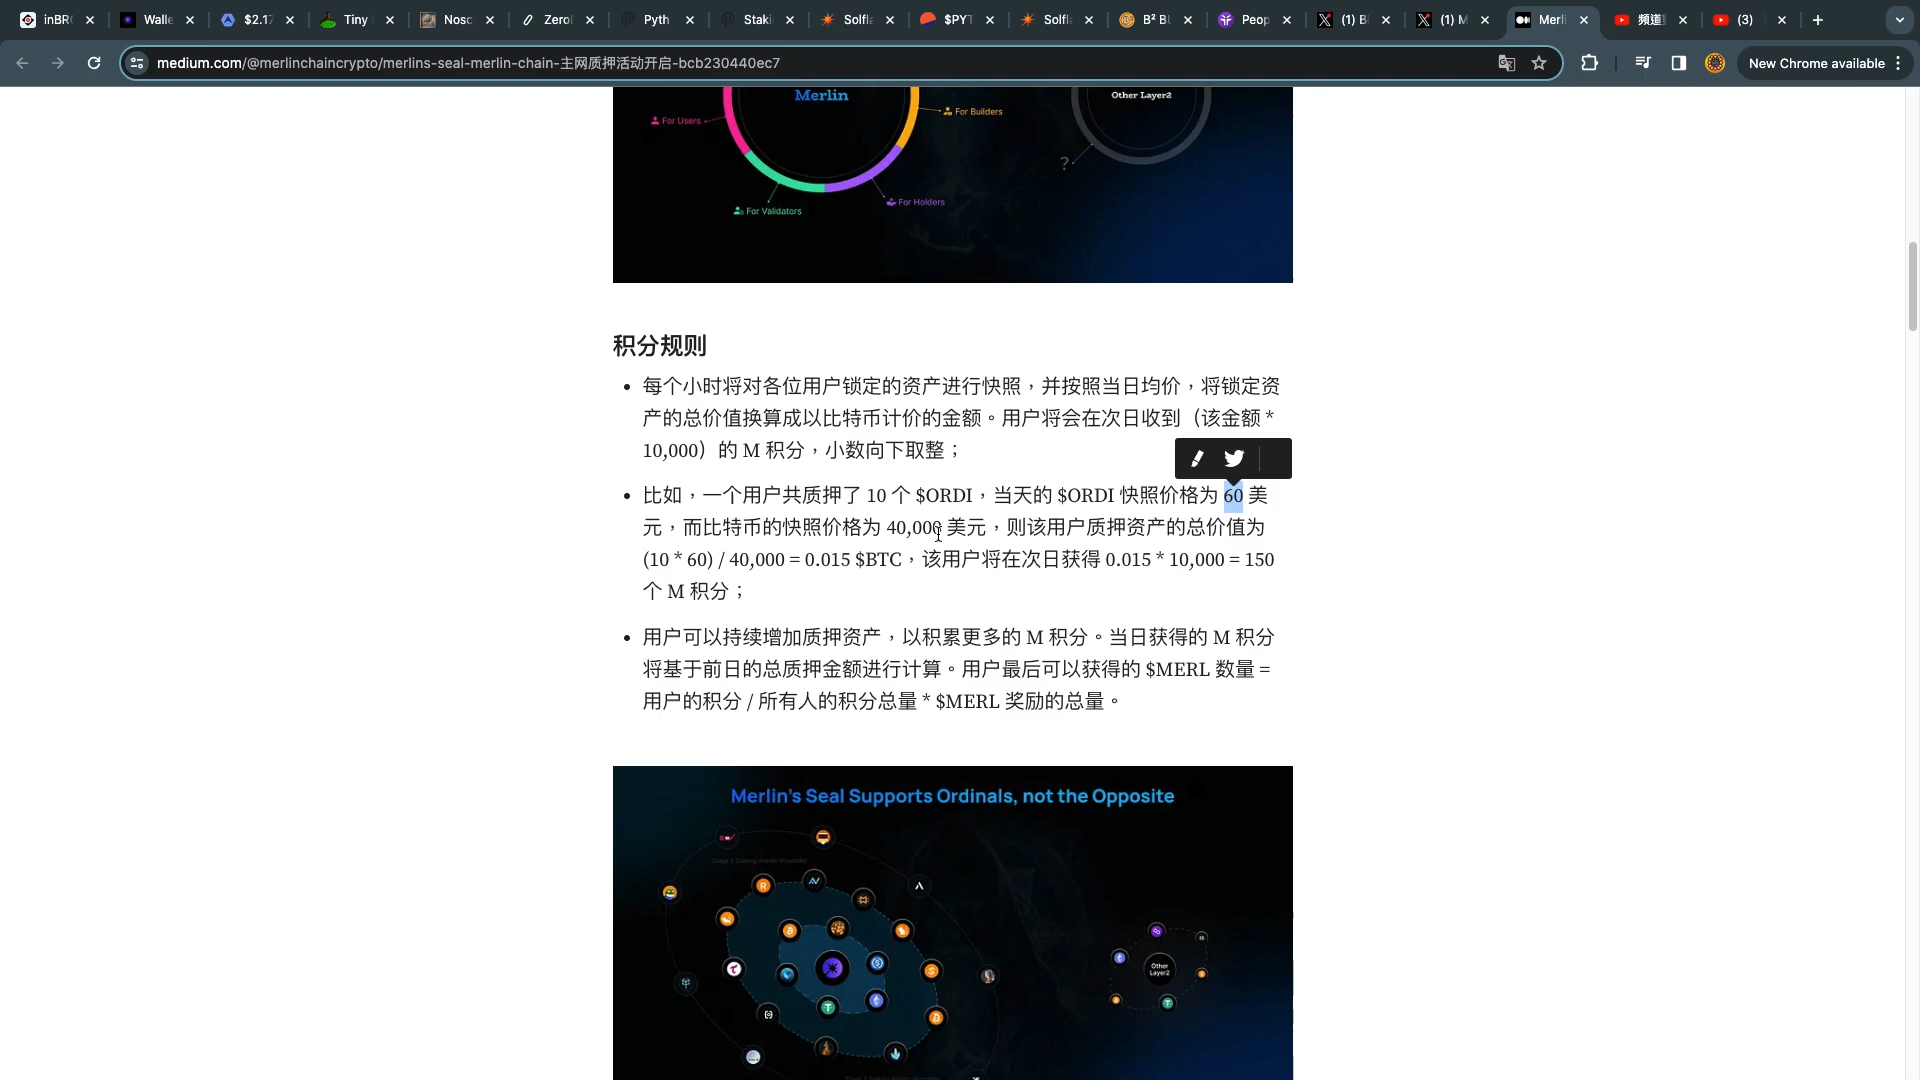 inBR
Walle
$2.17
Tiny
Nosc
Zerol
Pyth
Staki
Solfla
$PYT
Solfla
B² Bl
Peop
(1) Bi
(1) M
Merli
頻道
(3)
medium.com/@merlinchaincrypto/merlins-seal-merlin-chain-主网质押活动开启-bcb230440ec7
New Chrome available
Merlin
Other Layer2
For Users
For Builders
?
For Holders
For Validators
积分规则
每个小时将对各位用户锁定的资产进行快照，并按照当日均价，将锁定资
产的总价值换算成以比特币计价的金额。用户将会在次日收到（该金额 *
10,000）的 M 积分，小数向下取整；
比如，一个用户共质押了 10 个 $ORDI，当天的 $ORDI 快照价格为 60 美
元，而比特币的快照价格为 40,000 美元，则该用户质押资产的总价值为
(10 * 60) / 40,000 = 0.015 $BTC，该用户将在次日获得 0.015 * 10,000 = 150
个 M 积分；
用户可以持续增加质押资产，以积累更多的 M 积分。当日获得的 M 积分
将基于前日的总质押金额进行计算。用户最后可以获得的 $MERL 数量 =
用户的积分 / 所有人的积分总量 * $MERL 奖励的总量。
Merlin's Seal Supports Ordinals, not the Opposite
Stage 2 Staking Assets (Possible)
Other
Layer2